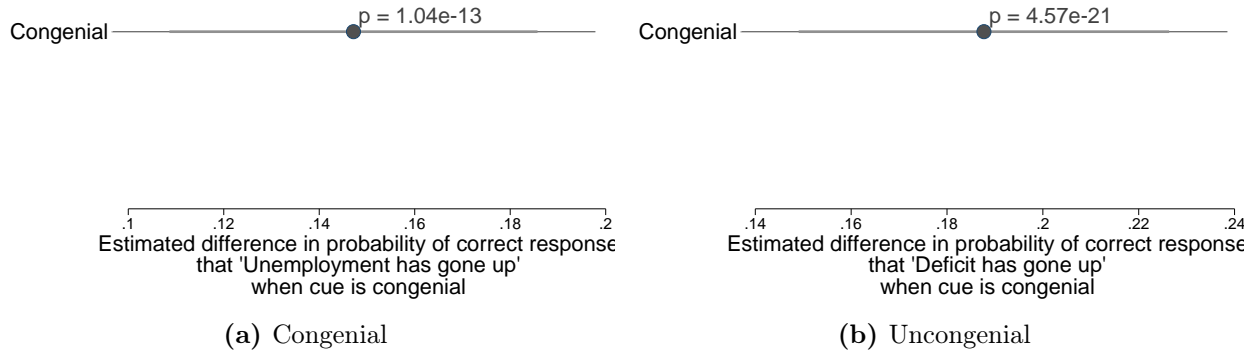 p = 1.04e-13
Congenial
.1 .12 .14 .16 .18 .2
Estimated difference in probability of correct response
that 'Unemployment has gone up'
when cue is congenial
(a) Congenial
p = 4.57e-21
Congenial
.14 .16 .18 .2 .22 .24
Estimated difference in probability of correct response
that 'Deficit has gone up'
when cue is congenial
(b) Uncongenial